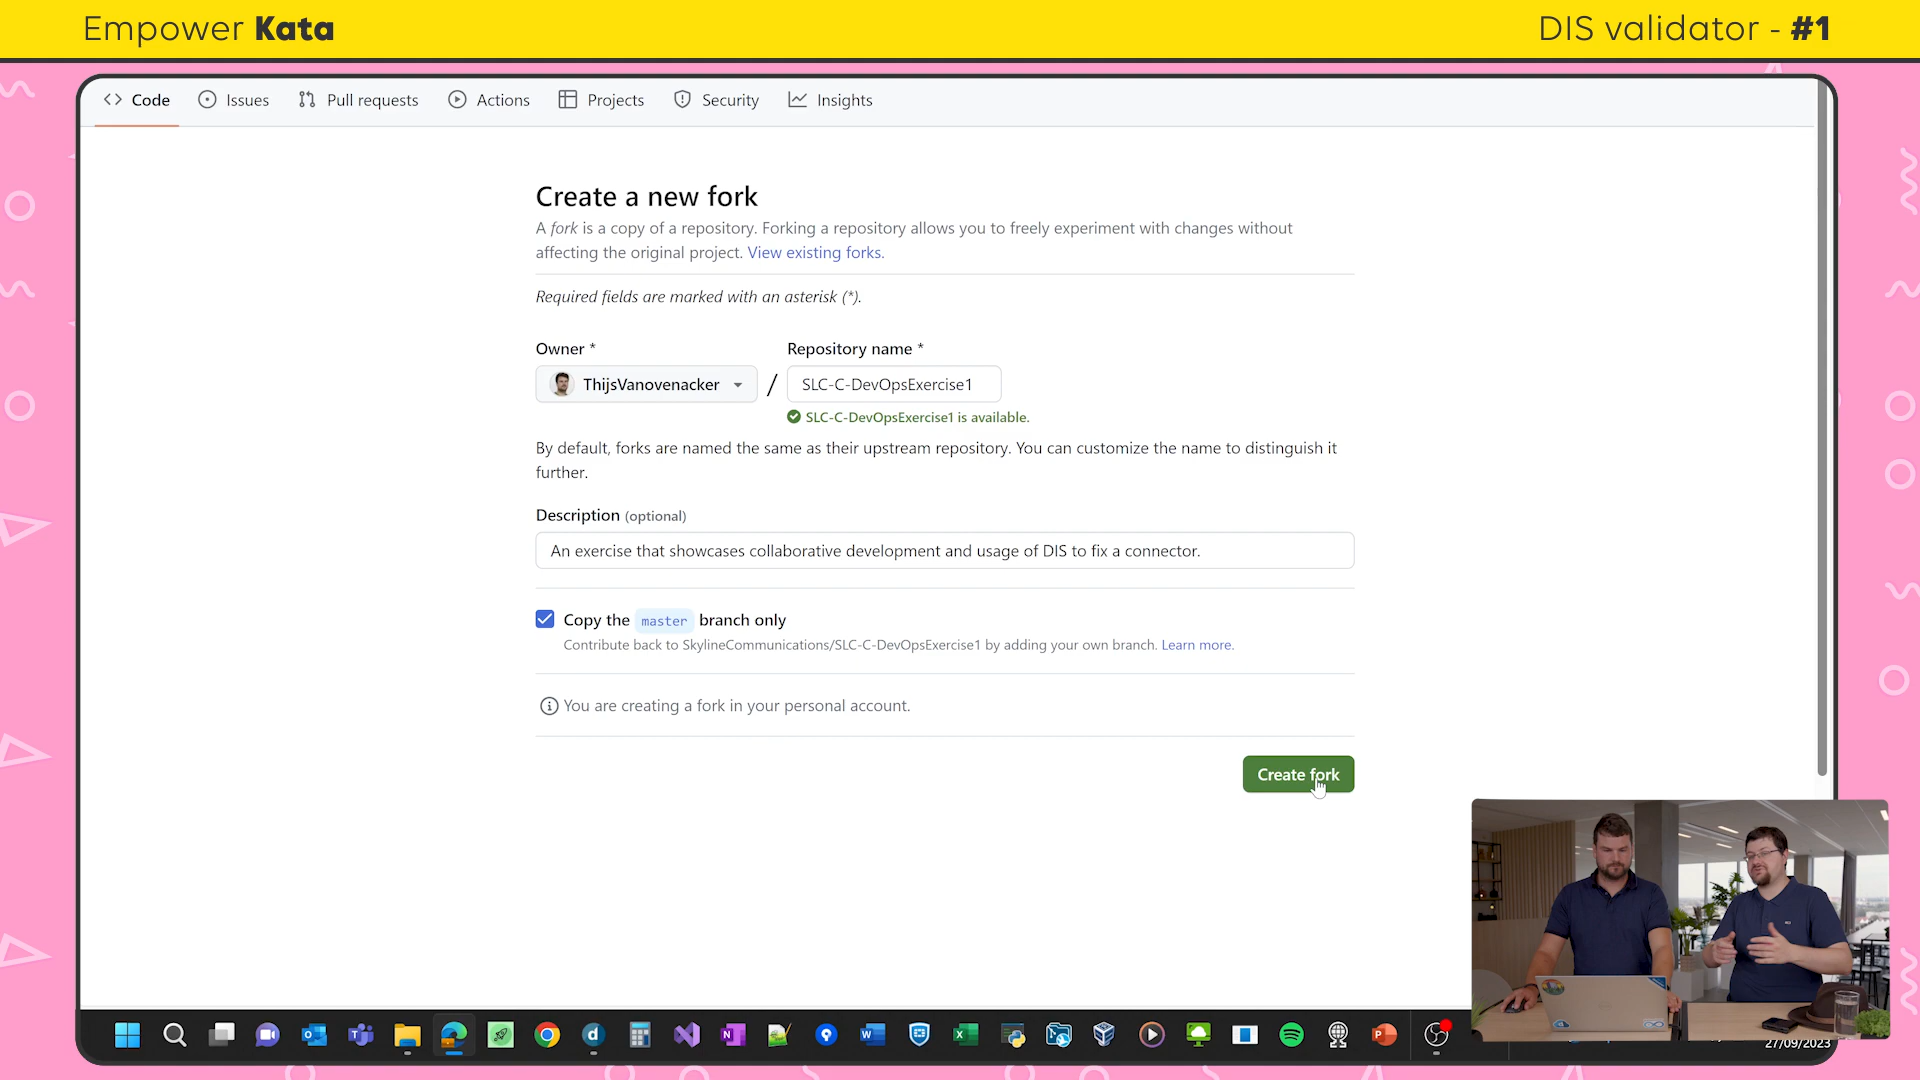 Empower Kata
DIS validator - #1
Code
Issues
Pull requests
Actions
Projects
Security
Insights
Create a new fork
A fork is a copy of a repository. Forking a repository allows you to freely experiment with changes without
affecting the original project. View existing forks.
Required fields are marked with an asterisk (*).
Owner *
Repository name *
ThijsVanovenacker
/
SLC-C-DevOpsExercise1
SLC-C-DevOpsExercise1 is available.
By default, forks are named the same as their upstream repository. You can customize the name to distinguish it
further.
Description (optional)
An exercise that showcases collaborative development and usage of DIS to fix a connector.
Copy the master branch only
Contribute back to SkylineCommunications/SLC-C-DevOpsExercise1 by adding your own branch. Learn more.
You are creating a fork in your personal account.
Create fork
27/09/2023